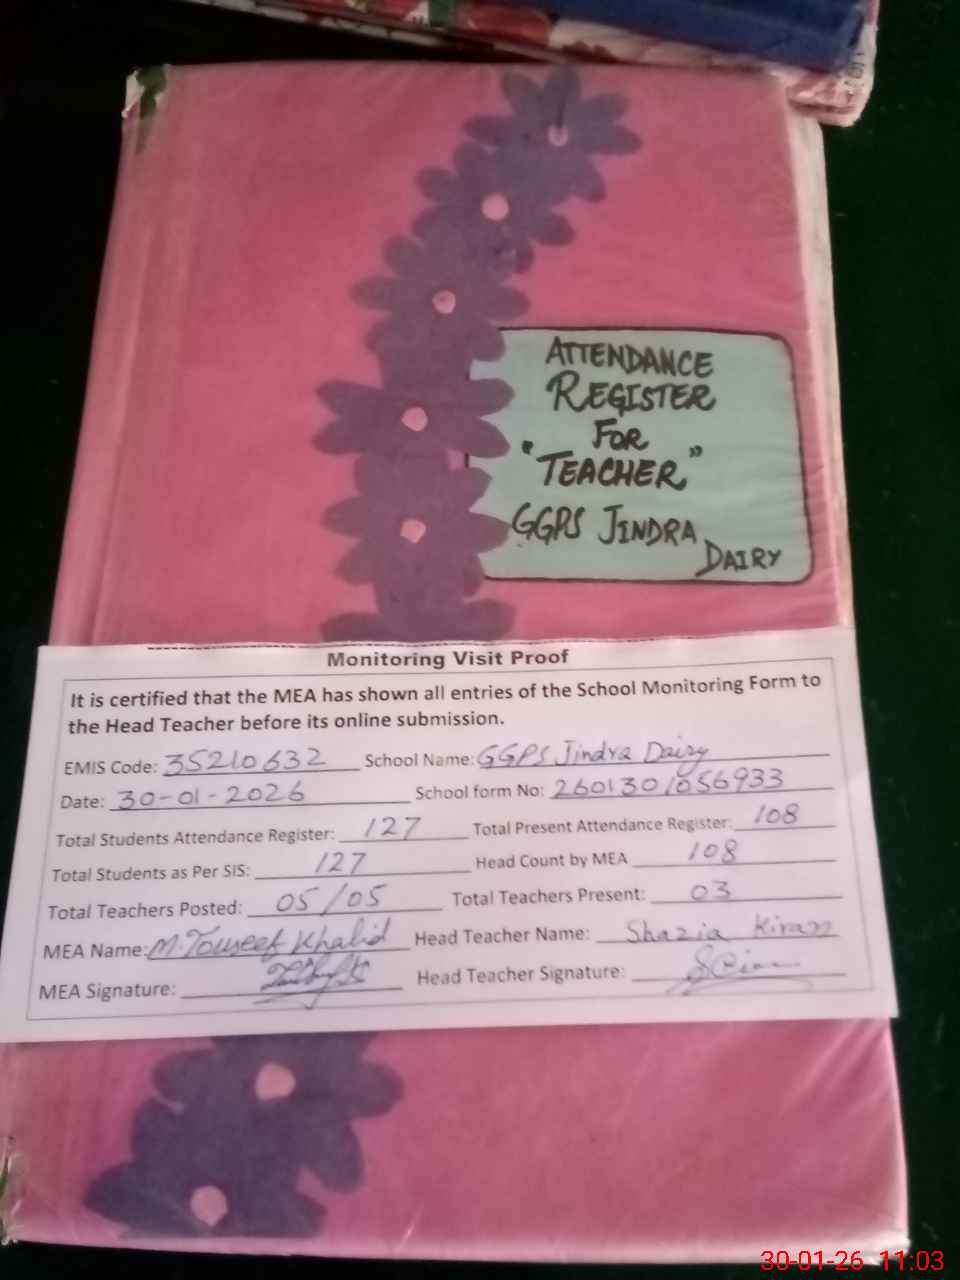 ATTENDANCE
REGISTER
FOR
"TEACHER"
GGPS JINDRA
DAIRY
Monitoring Visit Proof
It is certified that the MEA has shown all entries of the School Monitoring Form to
the Head Teacher before its online submission.
EMIS Code: 35210632 School Name: GGPS Jindra Dairy
Date: 30-01-2026 School form No: 2601301056933
Total Students Attendance Register: 127 Total Present Attendance Register: 108
Total Students as Per SIS: 127 Head Count by MEA 108
Total Teachers Posted: 05/05 Total Teachers Present: 03
MEA Name: M. Touseef Khalid Head Teacher Name: Shazia Kiran
MEA Signature: Head Teacher Signature:
30-01-26 11:03